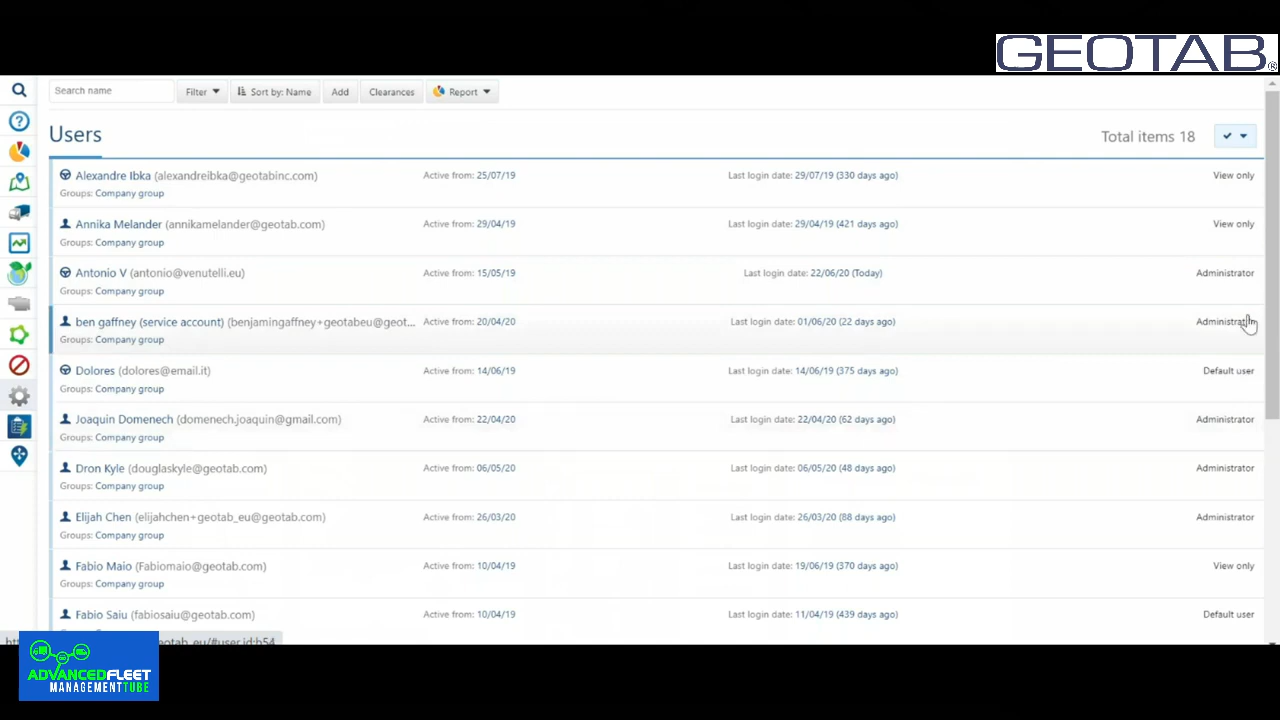 GEOTAB®
Search name Filter Sort by: Name Add Clearances Report
Users Total items 18
Alexandre Ibka (alexandreibka@geotabinc.com) Active from: 25/07/19 Last login date: 29/07/19 (330 days ago) View only
Groups: Company group
Annika Melander (annikamelander@geotab.com) Active from: 29/04/19 Last login date: 29/04/19 (421 days ago) View only
Groups: Company group
Antonio V (antonio@venutelli.eu) Active from: 15/05/19 Last login date: 22/06/20 (Today) Administrator
Groups: Company group
ben gaffney (service account) (benjamingaffney+geotabeu@geot... Active from: 20/04/20 Last login date: 01/06/20 (22 days ago) Administrator
Groups: Company group
Dolores (dolores@email.it) Active from: 14/06/19 Last login date: 14/06/19 (375 days ago) Default user
Groups: Company group
Joaquin Domenech (domenech.joaquin@gmail.com) Active from: 22/04/20 Last login date: 22/04/20 (62 days ago) Administrator
Groups: Company group
Dron Kyle (douglaskyle@geotab.com) Active from: 06/05/20 Last login date: 06/05/20 (48 days ago) Administrator
Groups: Company group
Elijah Chen (elijahchen+geotab_eu@geotab.com) Active from: 26/03/20 Last login date: 26/03/20 (88 days ago) Administrator
Groups: Company group
Fabio Maio (Fabiomaio@geotab.com) Active from: 10/04/19 Last login date: 19/06/19 (370 days ago) View only
Groups: Company group
Fabio Saiu (fabiosaiu@geotab.com) Active from: 10/04/19 Last login date: 11/04/19 (439 days ago) Default user
geotab_eu/#user,id:b54
ADVANCEDFLEET
MANAGEMENTTUBE